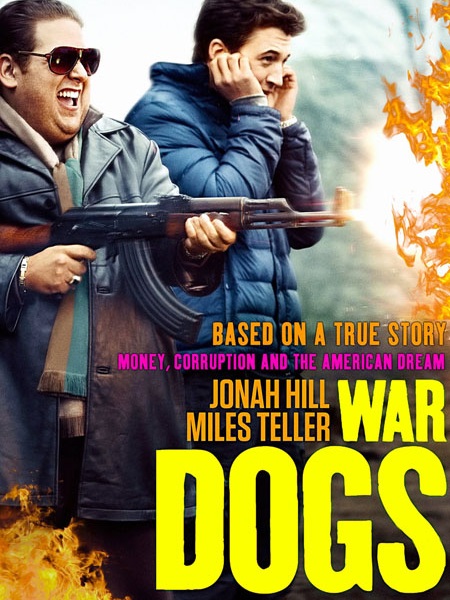 BASED ON A TRUE STORY
MONEY, CORRUPTION AND THE AMERICAN DREAM
JONAH HILL
MILES TELLER
WAR
DOGS